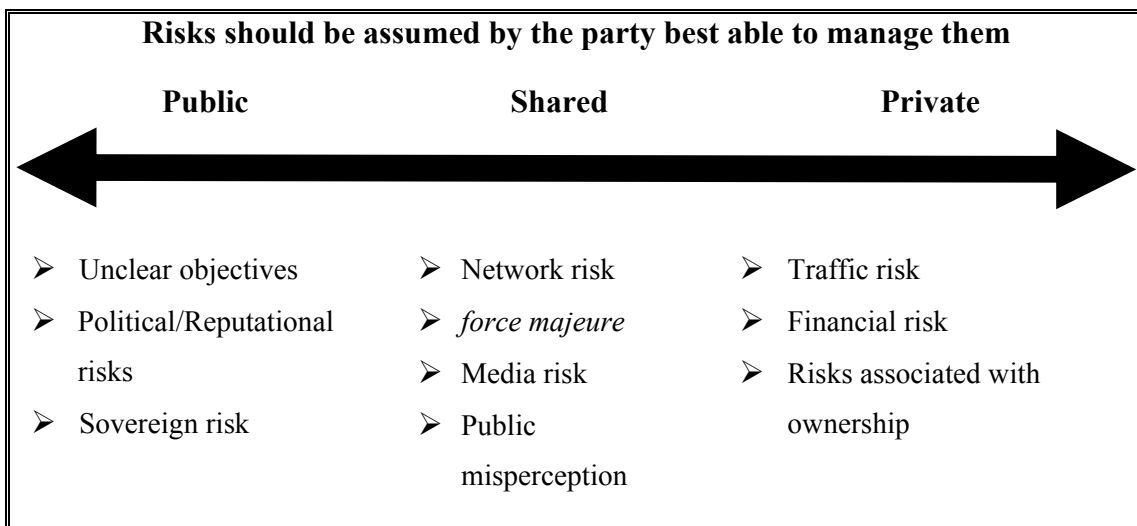 Risks should be assumed by the party best able to manage them
Public
Shared
Private
➢ Unclear objectives
➢ Political/Reputational
risks
➢ Sovereign risk
➢ Network risk
➢ force majeure
➢ Media risk
➢ Public
misperception
➢ Traffic risk
➢ Financial risk
➢ Risks associated with
ownership